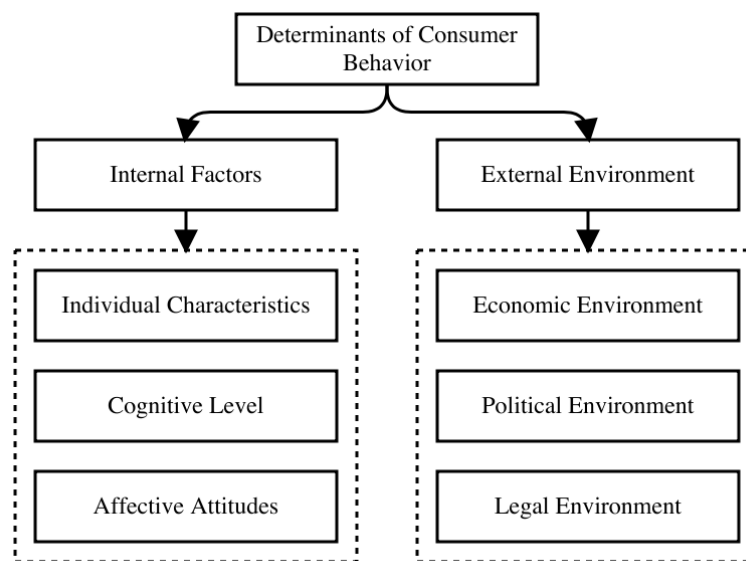 Determinants of Consumer
Behavior
Internal Factors
External Environment
Individual Characteristics
Economic Environment
Cognitive Level
Political Environment
Affective Attitudes
Legal Environment